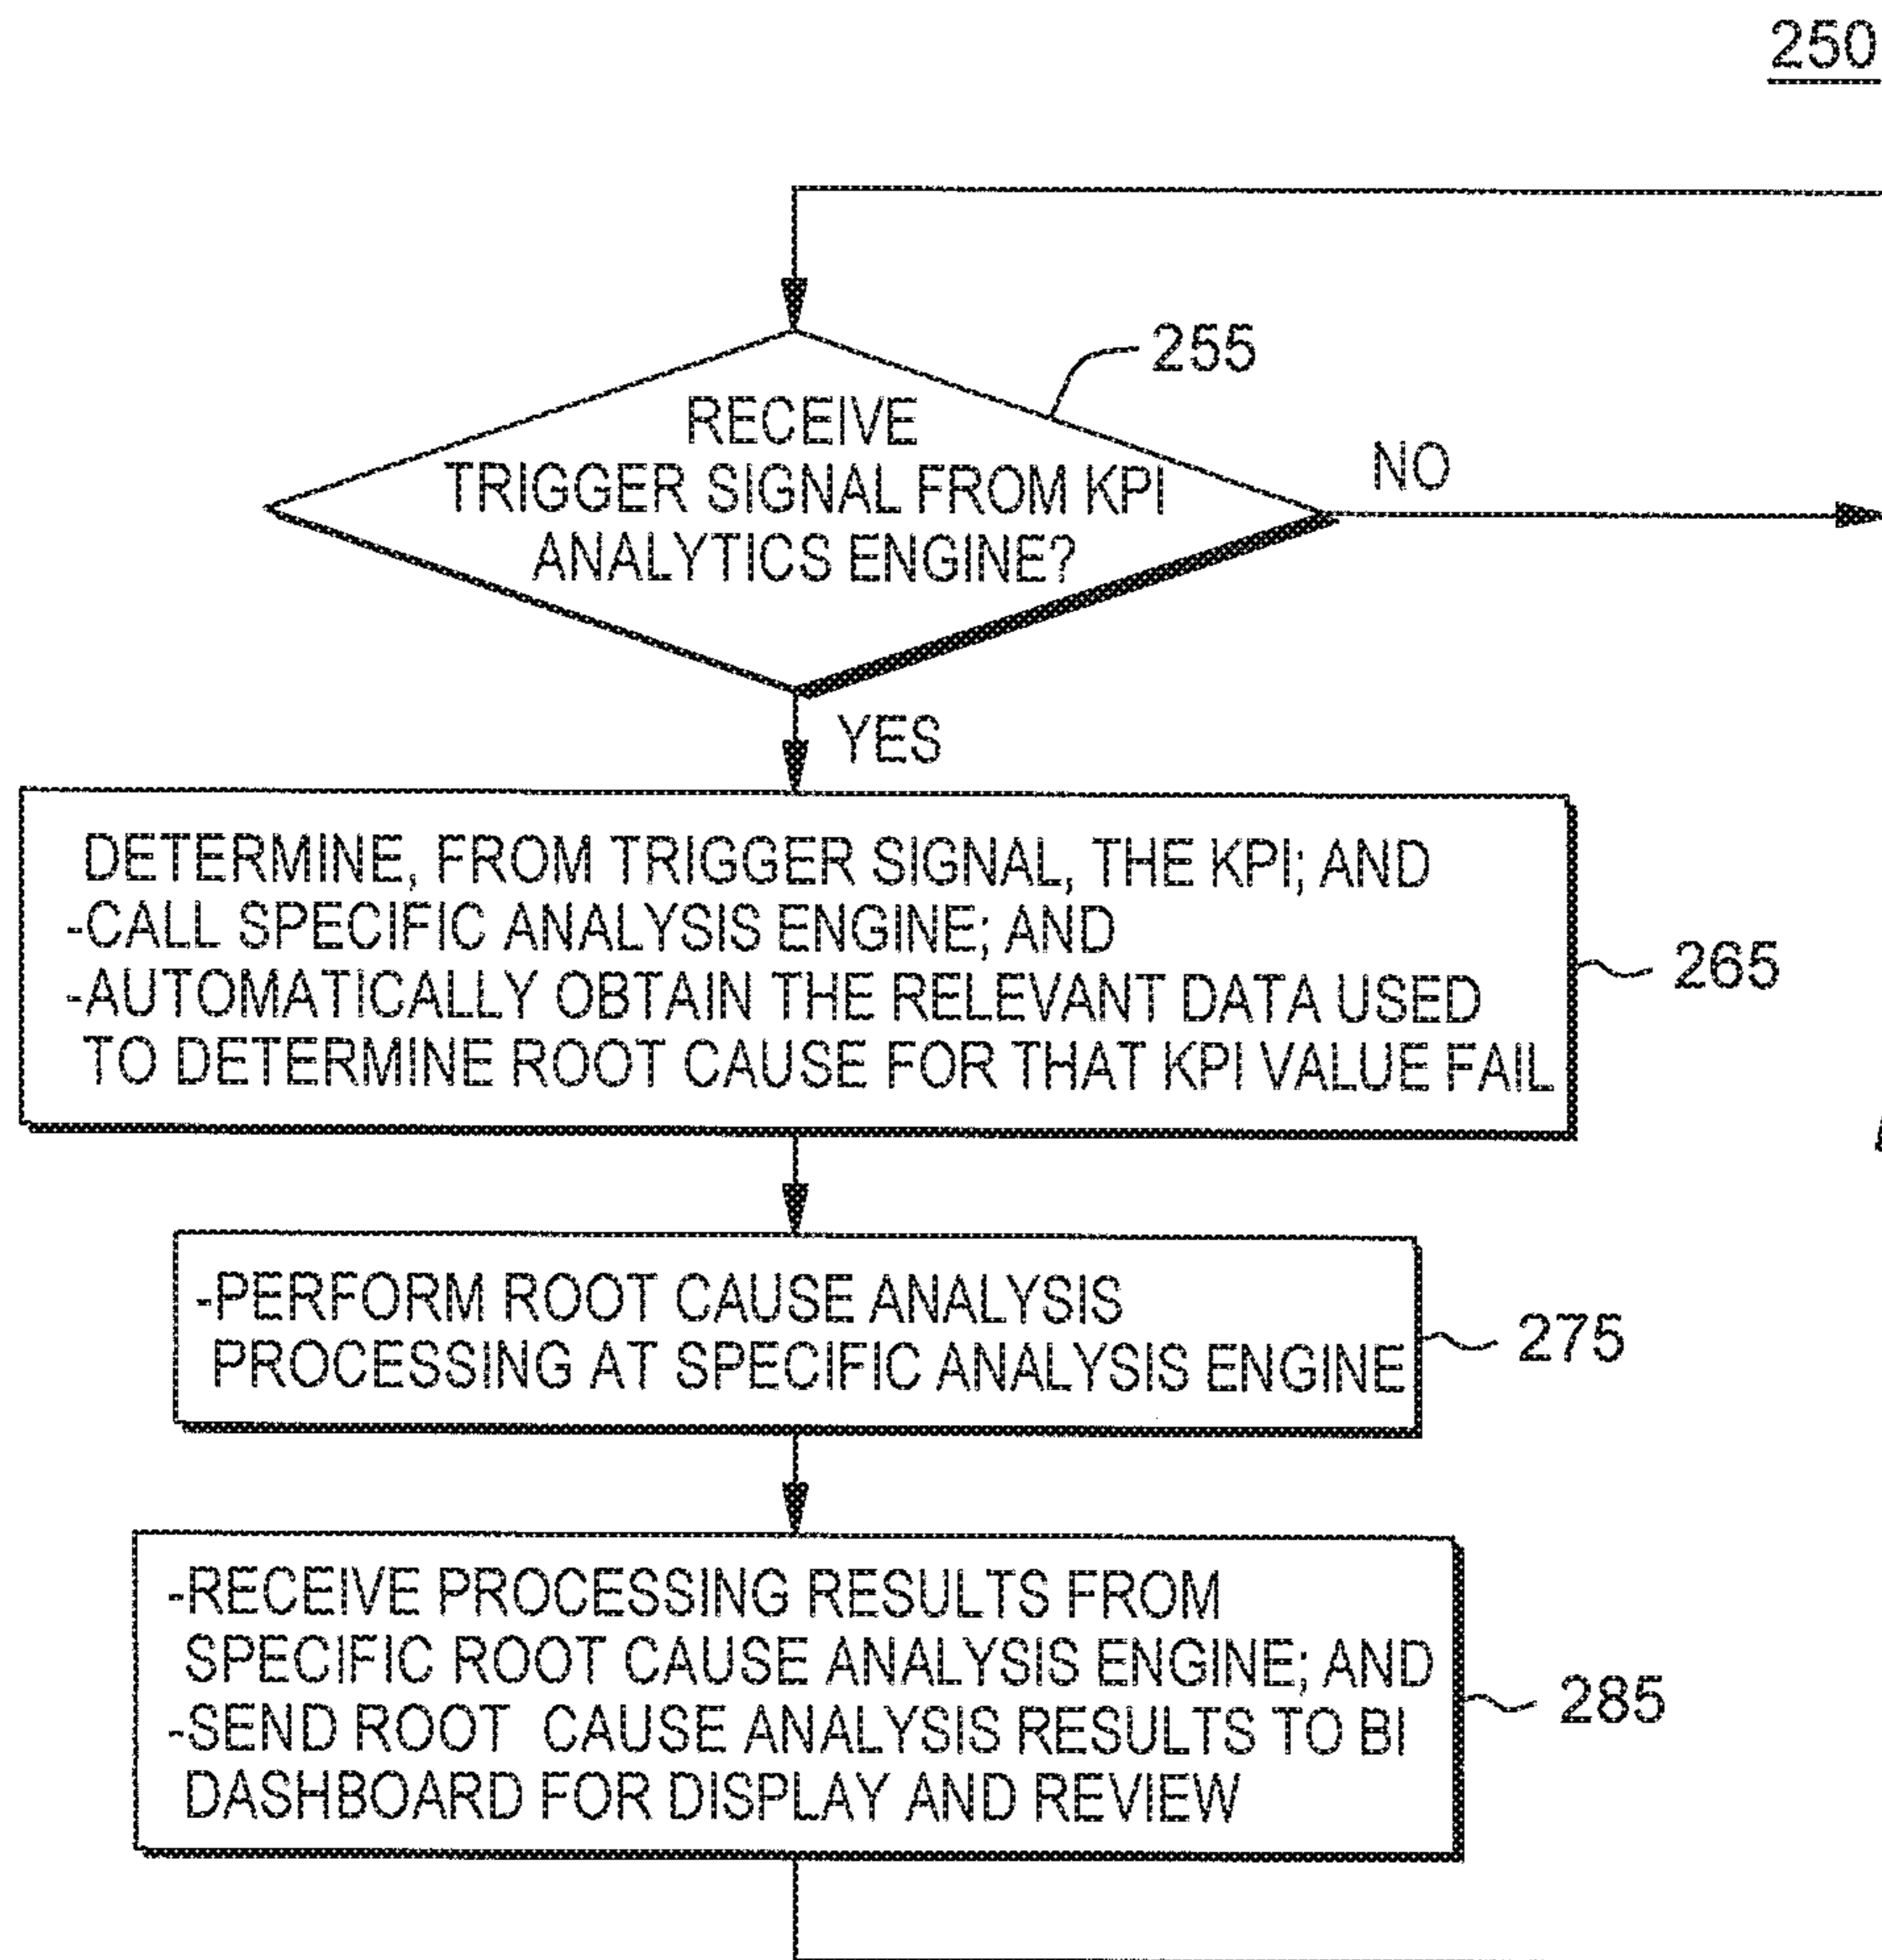 250
255
RECEIVE
TRIGGER SIGNAL FROM KPI
ANALYTICS ENGINE?
NO
YES
DETERMINE, FROM TRIGGER SIGNAL, THE KPI; AND
-CALL SPECIFIC ANALYSIS ENGINE; AND
-AUTOMATICALLY OBTAIN THE RELEVANT DATA USED
TO DETERMINE ROOT CAUSE FOR THAT KPI VALUE FAIL
265
-PERFORM ROOT CAUSE ANALYSIS
PROCESSING AT SPECIFIC ANALYSIS ENGINE
275
-RECEIVE PROCESSING RESULTS FROM
SPECIFIC ROOT CAUSE ANALYSIS ENGINE; AND
-SEND ROOT CAUSE ANALYSIS RESULTS TO BI
DASHBOARD FOR DISPLAY AND REVIEW
285